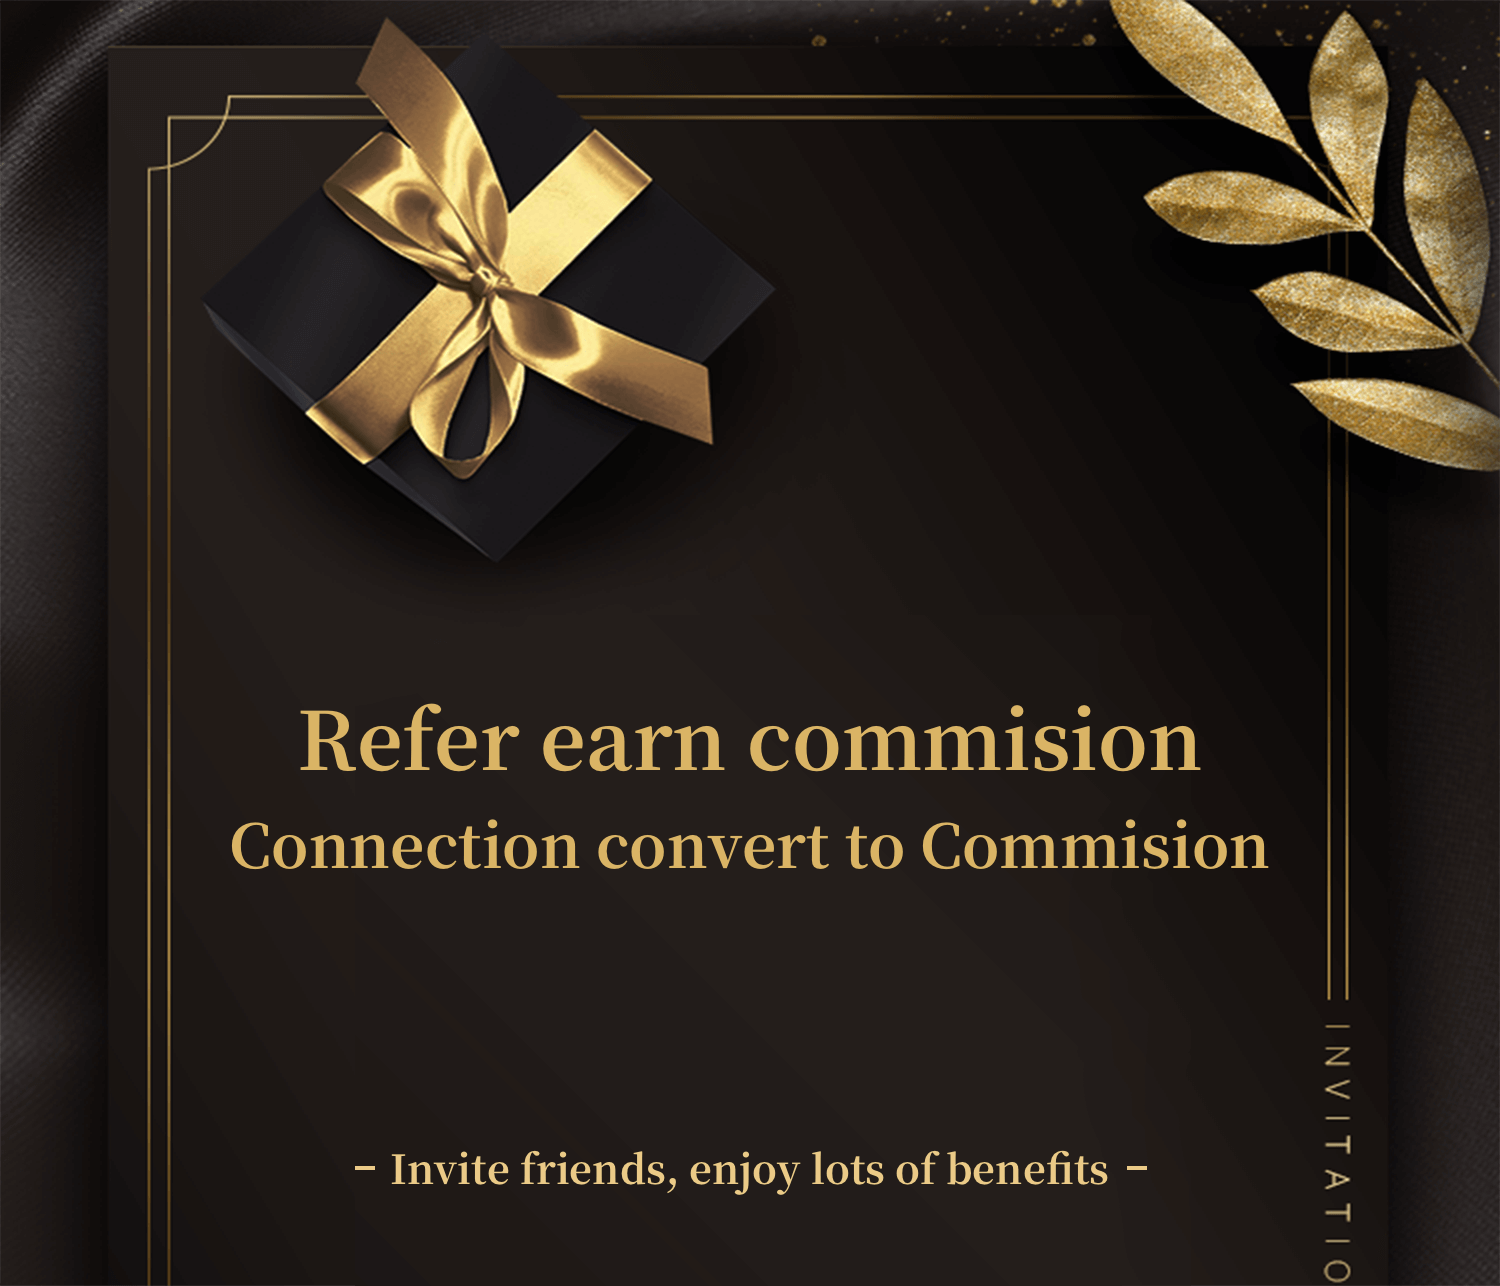 Refer earn commision
Connection convert to Commision
– Invite friends, enjoy lots of benefits –
INVITATIO